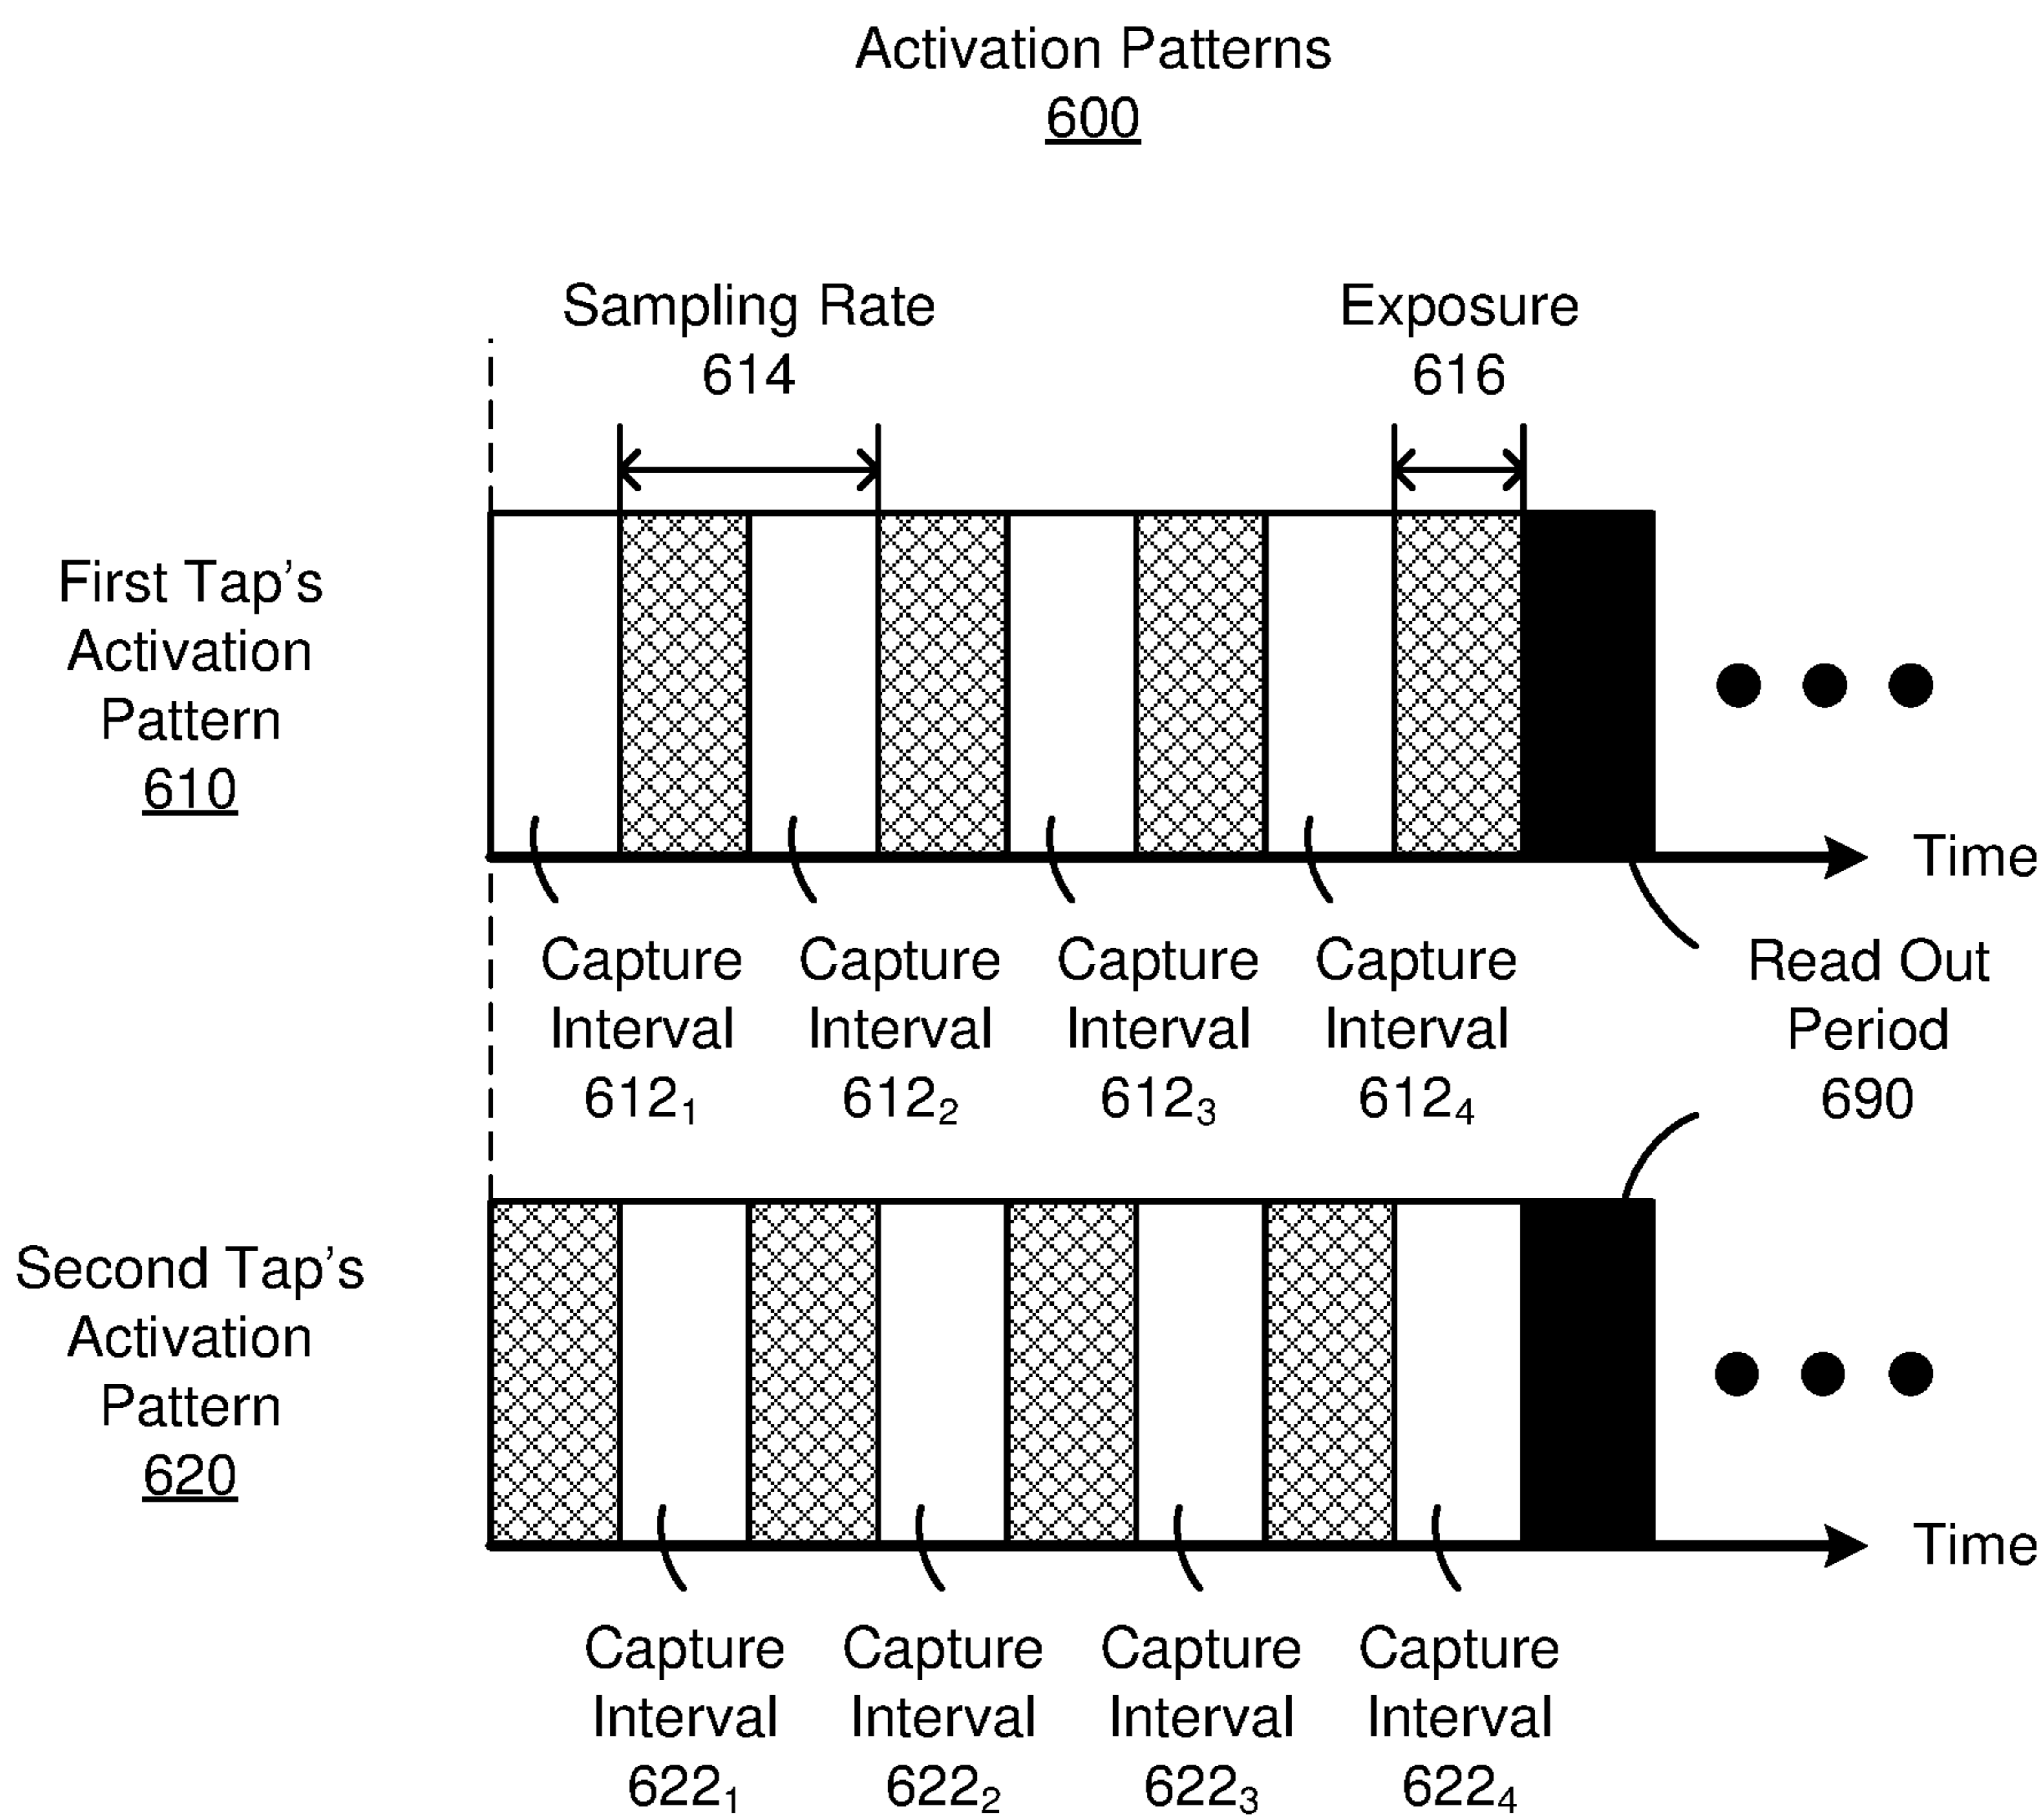 Activation Patterns
600
Sampling Rate
614
Exposure
616
First Tap's
Activation
Pattern
610
Time
Capture
Interval
612₁
Capture
Interval
612₂
Capture
Interval
612₃
Capture
Interval
612₄
Read Out
Period
690
Second Tap's
Activation
Pattern
620
Time
Capture
Interval
622₁
Capture
Interval
622₂
Capture
Interval
622₃
Capture
Interval
622₄